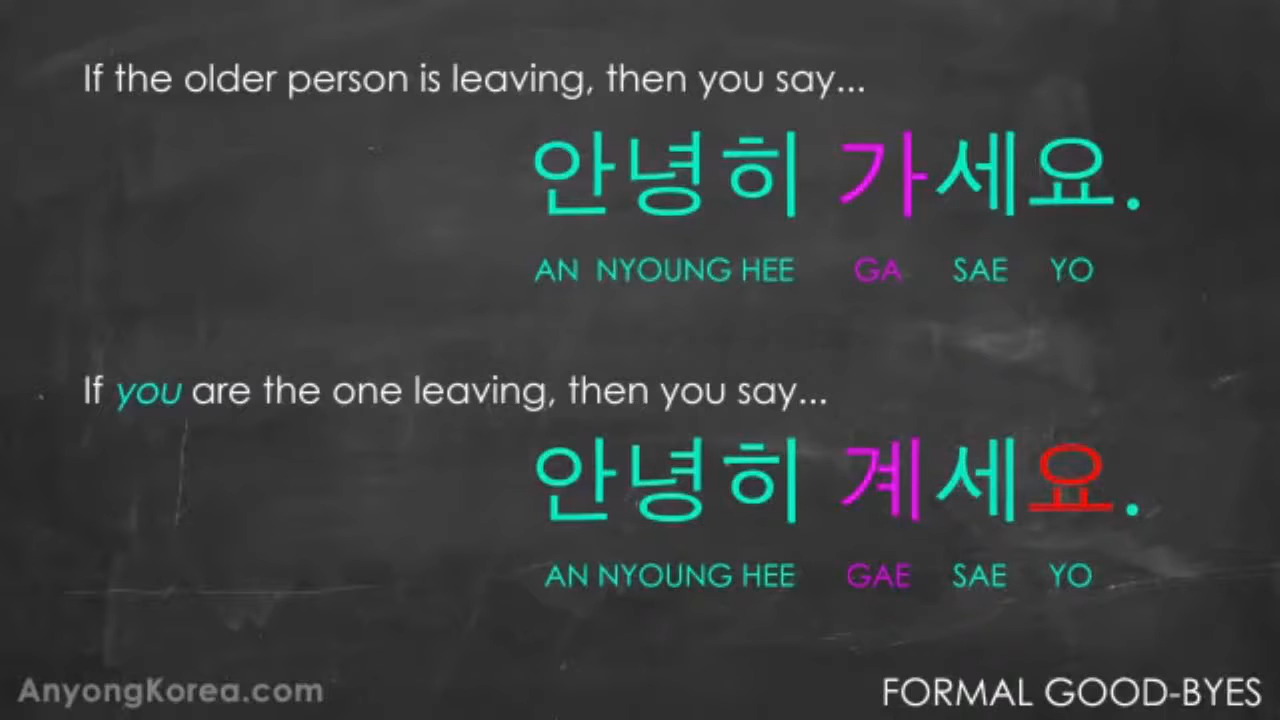 If the older person is leaving, then you say...
안녕히 가세요.
AN NYOUNG HEE GA SAE YO
If you are the one leaving, then you say...
안녕히 계세요.
AN NYOUNG HEE GAE SAE YO
AnyongKorea.com
FORMAL GOOD-BYES